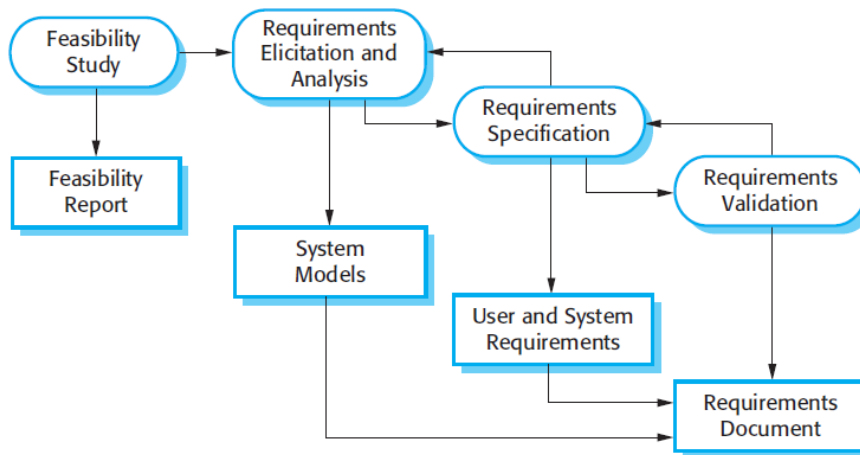 Feasibility
Study
Requirements
Elicitation and
Analysis
Requirements
Specification
Requirements
Validation
Feasibility
Report
System
Models
User and System
Requirements
Requirements
Document